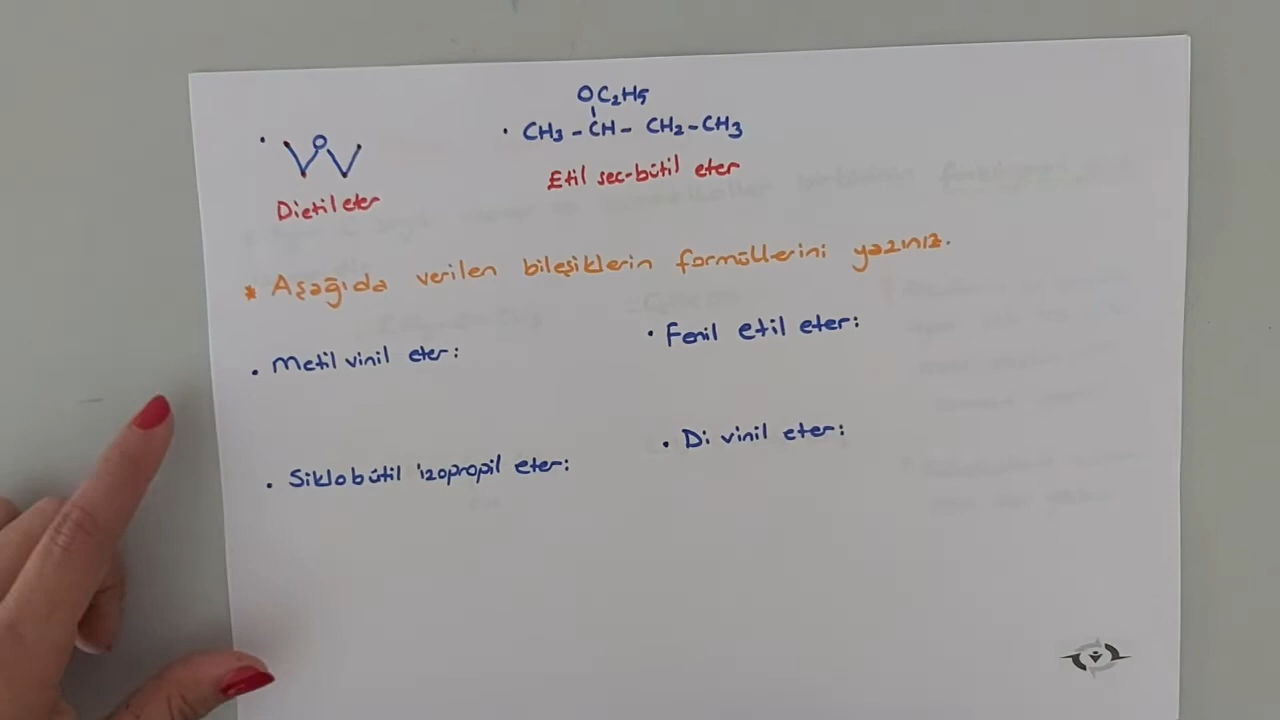 OC2H5
• CH3 - CH - CH2 - CH3
• O
Dietil eter
Etil sec-bütil eter
* Aşağıda verilen bileşiklerin formüllerini yazınız.
• Metil vinil eter:
• Fenil etil eter:
• Siklobütil izopropil eter:
• Di vinil eter: